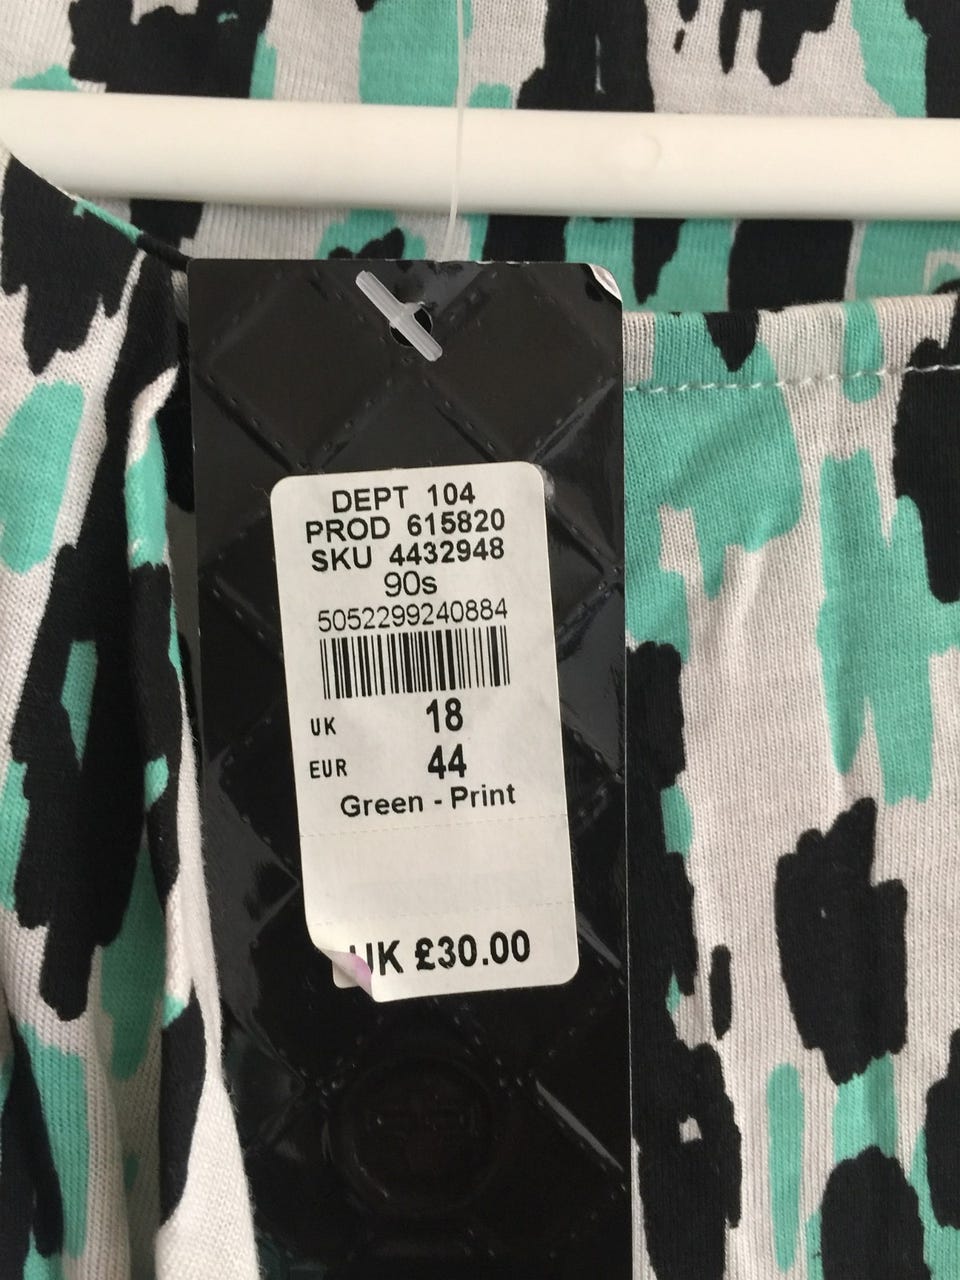 DEPT 104
PROD 615820
SKU 4432948
90s
5052299240884
UK 18
EUR 44
Green - Print
UK £30.00